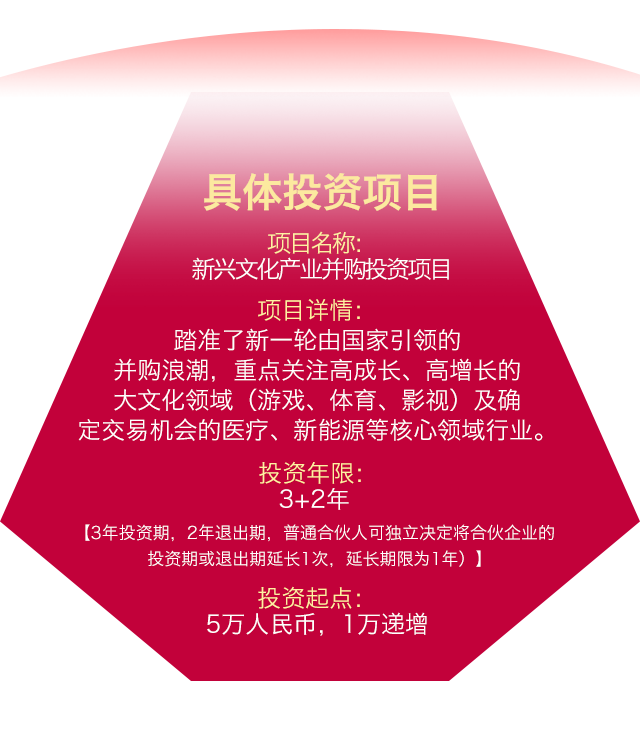 具体投资项目
项目名称:
新兴文化产业并购投资项目
项目详情:
踏准了新一轮由国家引领的
并购浪潮，重点关注高成长、高增长的
大文化领域（游戏、体育、影视）及确
定交易机会的医疗、新能源等核心领域行业。
投资年限:
3+2年
【3年投资期，2年退出期，普通合伙人可独立决定将合伙企业的
投资期或退出期延长1次，延长期限为1年）】
投资起点:
5万人民币，1万递增